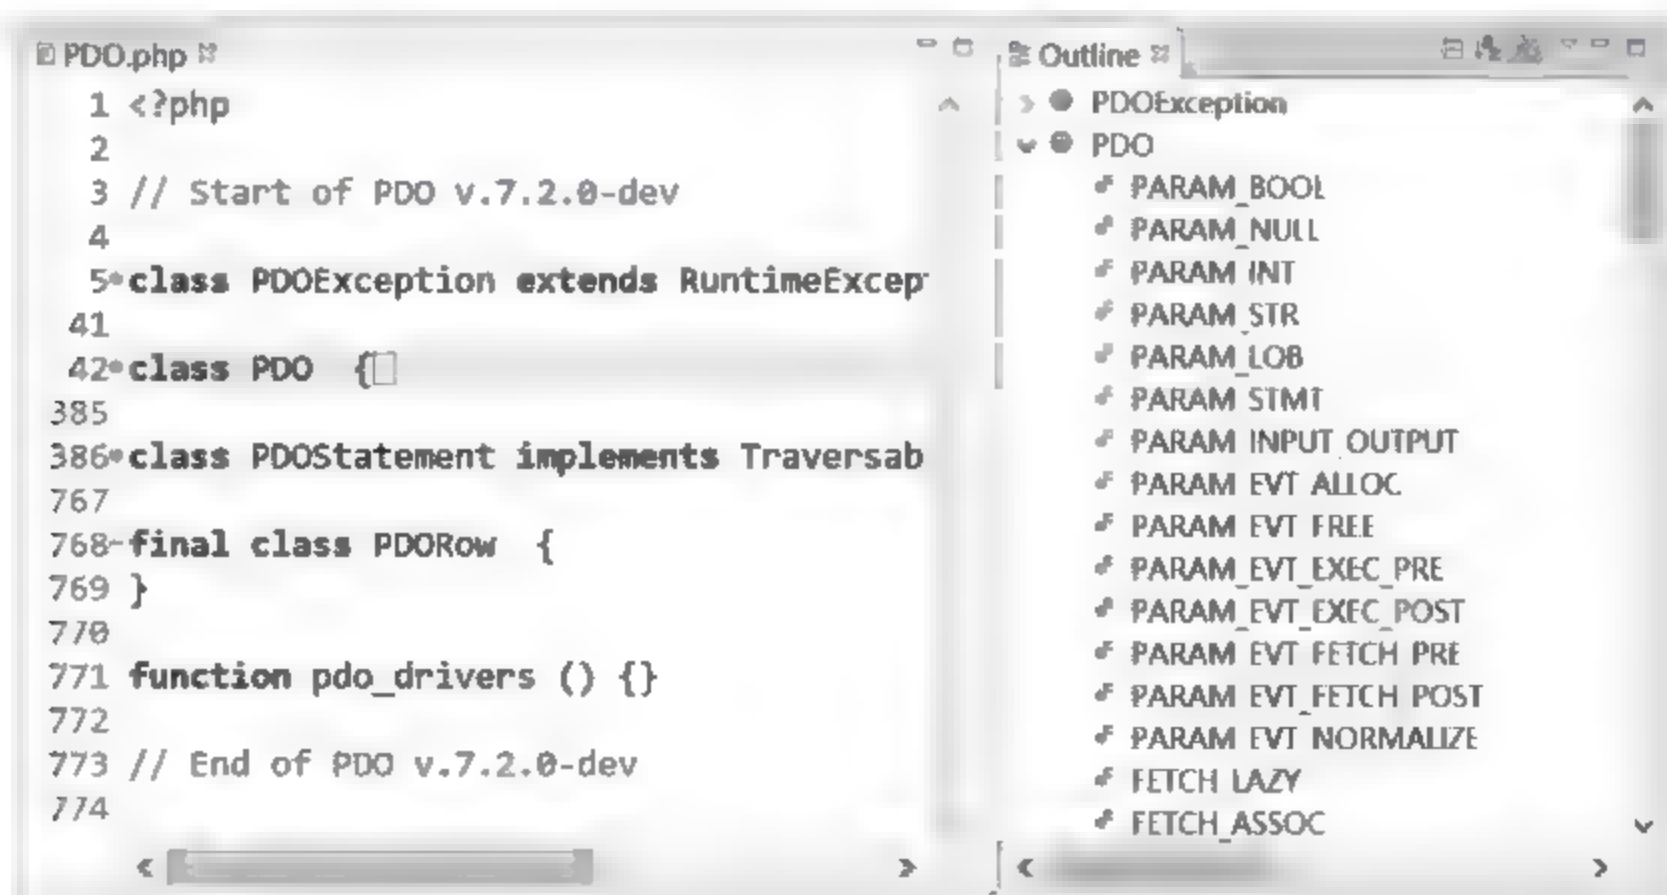 PDO.php
1 <?php
2
3 // Start of PDO v.7.2.0-dev
4
5 class PDOException extends RuntimeExcep
41
42 class PDO {
385
386 class PDOStatement implements Traversab
767
768 final class PDORow {
769 }
770
771 function pdo_drivers () {}
772
773 // End of PDO v.7.2.0-dev
774
Outline
PDOException
PDO
PARAM_BOOL
PARAM_NULL
PARAM_INT
PARAM_STR
PARAM_LOB
PARAM_STMT
PARAM_INPUT_OUTPUT
PARAM_EVT_ALLOC
PARAM_EVT_FREE
PARAM_EVT_EXEC_PRE
PARAM_EVT_EXEC_POST
PARAM_EVT_FETCH_PRE
PARAM_EVT_FETCH_POST
PARAM_EVT_NORMALIZE
FETCH_LAZY
FETCH_ASSOC